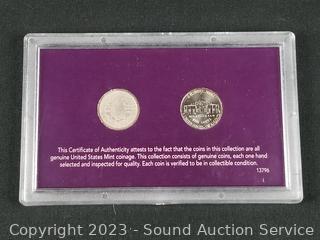 This Certificate of Authenticity attests to the fact that the coins in this collection are all
genuine United States Mint coinage. This collection consists of genuine coins, each one hand
selected and inspected for quality. Each coin is verified to be in collectible condition.
13796
Copyright 2023 - Sound Auction Service